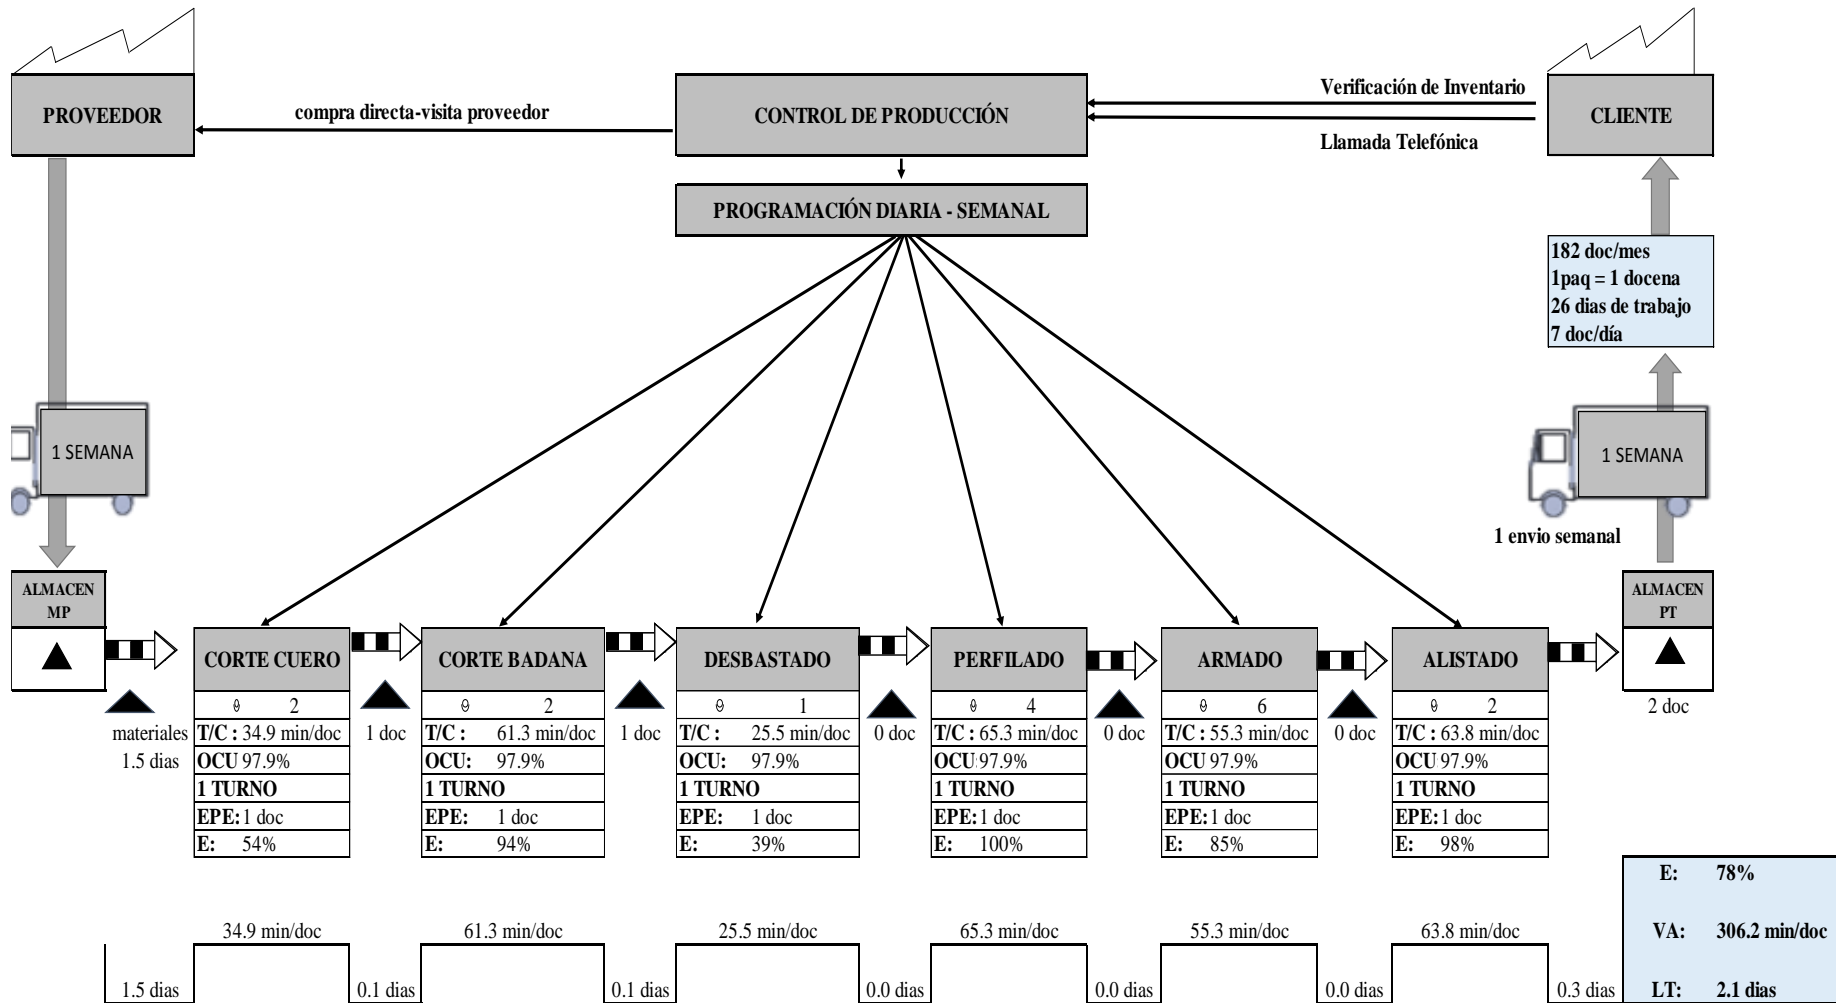 PROVEEDOR
compra directa-visita proveedor
CONTROL DE PRODUCCIÓN
Verificación de Inventario
Llamada Telefónica
CLIENTE
PROGRAMACIÓN DIARIA - SEMANAL
182 doc/mes
1paq = 1 docena
26 dias de trabajo
7 doc/día
1 SEMANA
1 SEMANA
1 envio semanal
ALMACEN
MP
materiales
1.5 dias
CORTE CUERO
θ 2
T/C : 34.9 min/doc
OCU 97.9%
1 TURNO
EPE: 1 doc
E: 54%
1 doc
CORTE BADANA
θ 2
T/C : 61.3 min/doc
OCU: 97.9%
1 TURNO
EPE: 1 doc
E: 94%
1 doc
DESBASTADO
θ 1
T/C : 25.5 min/doc
OCU: 97.9%
1 TURNO
EPE: 1 doc
E: 39%
0 doc
PERFILADO
θ 4
T/C : 65.3 min/doc
OCU: 97.9%
1 TURNO
EPE: 1 doc
E: 100%
0 doc
ARMADO
θ 6
T/C : 55.3 min/doc
OCU 97.9%
1 TURNO
EPE: 1 doc
E: 85%
0 doc
ALISTADO
θ 2
T/C : 63.8 min/doc
OCU 97.9%
1 TURNO
EPE: 1 doc
E: 98%
ALMACEN
PT
2 doc
34.9 min/doc 61.3 min/doc 25.5 min/doc 65.3 min/doc 55.3 min/doc 63.8 min/doc
1.5 dias 0.1 dias 0.1 dias 0.0 dias 0.0 dias 0.0 dias 0.3 dias
E: 78%
VA: 306.2 min/doc
LT: 2.1 dias